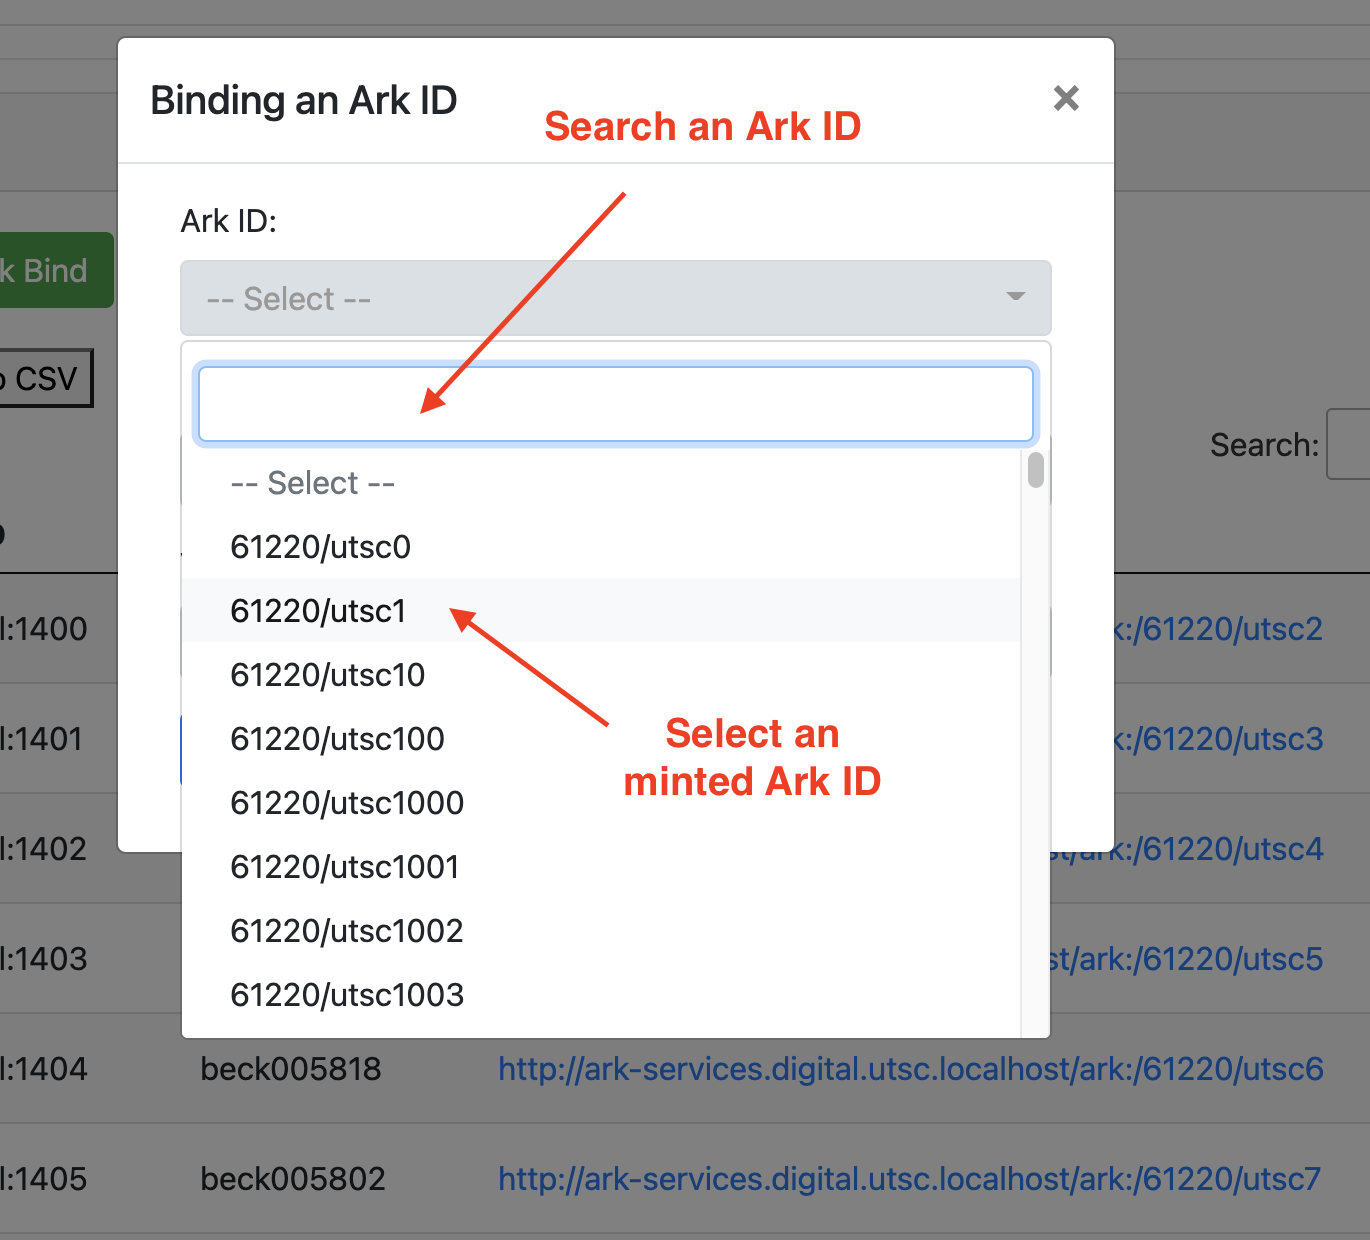 Binding an Ark ID
Search an Ark ID
Ark ID:
k Bind
-- Select --
CSV
Search:
-- Select --
61220/utsc0
61220/utsc1
61220/utsc10
61220/utsc100
61220/utsc1000
61220/utsc1001
61220/utsc1002
61220/utsc1003
Select an
minted Ark ID
l:1400 k:/61220/utsc2
l:1401 k:/61220/utsc3
l:1402 st/ark:/61220/utsc4
l:1403 st/ark:/61220/utsc5
l:1404 beck005818 http://ark-services.digital.utsc.localhost/ark:/61220/utsc6
l:1405 beck005802 http://ark-services.digital.utsc.localhost/ark:/61220/utsc7